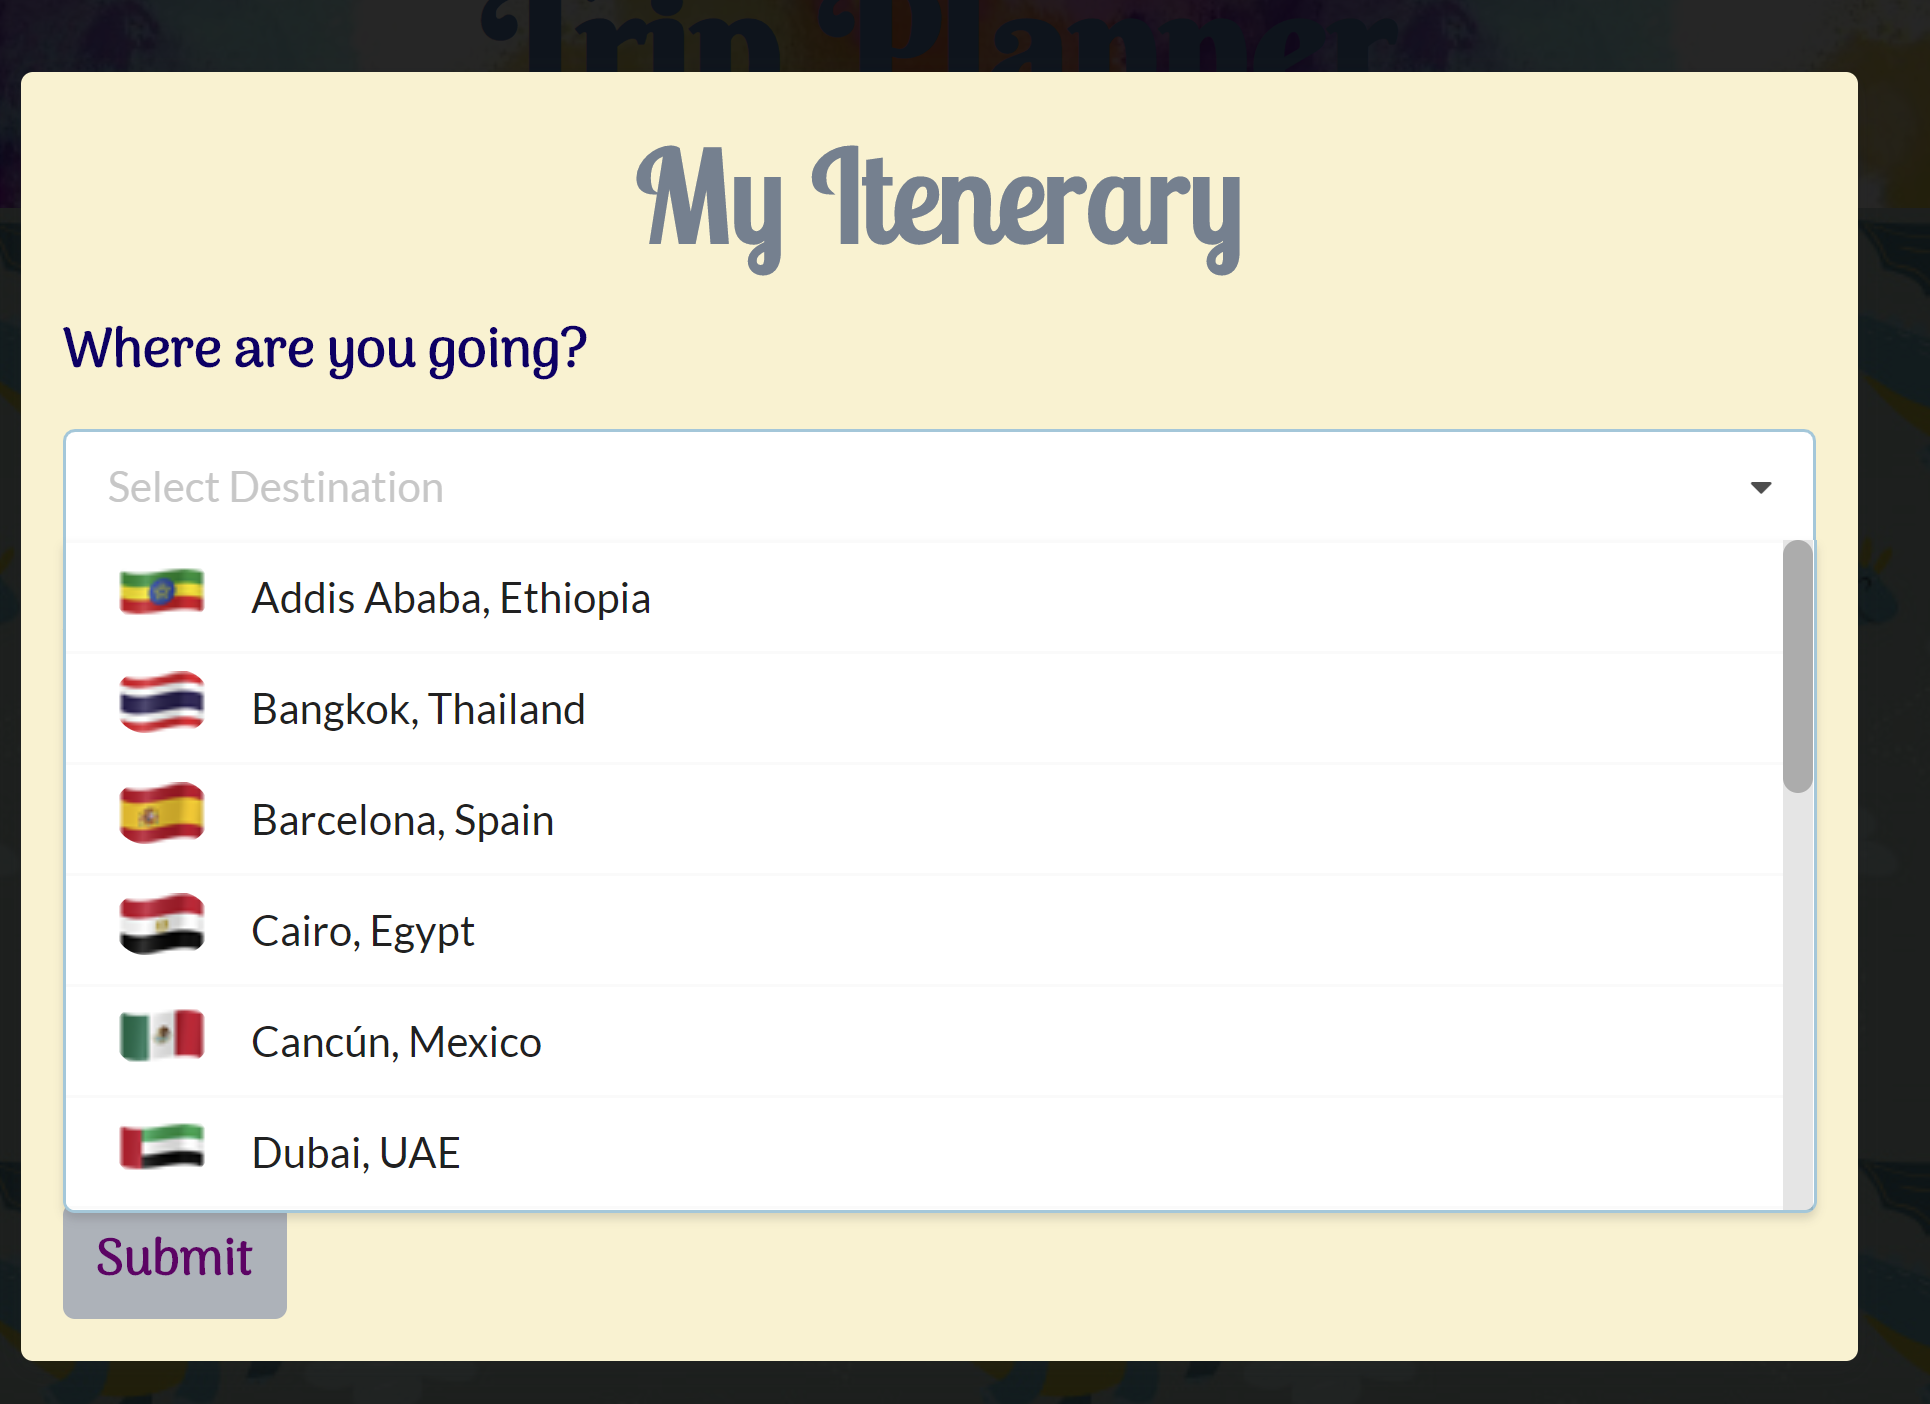 Trip Planner
My Itenerary
Where are you going?
Select Destination
Addis Ababa, Ethiopia
Bangkok, Thailand
Barcelona, Spain
Cairo, Egypt
Cancún, Mexico
Dubai, UAE
Submit